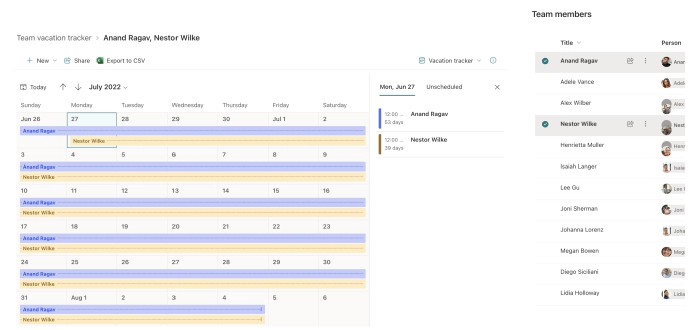 Team members
Team vacation tracker > Anand Ragav, Nestor Wilke
+ New Share Export to CSV
Vacation tracker
Today July 2022
Sunday Monday Tuesday Wednesday Thursday Friday Saturday
Jun 26 27 28 29 30 Jul 1 2
Anand Ragav
Nestor Wilke
3 4 5 6 7 8 9
Anand Ragav
Nestor Wilke
10 11 12 13 14 15 16
Anand Ragav
Nestor Wilke
17 18 19 20 21 22 23
Anand Ragav
Nestor Wilke
24 25 26 27 28 29 30
Anand Ragav
Nestor Wilke
31 Aug 1 2 3 4 5 6
Anand Ragav
Nestor Wilke
Mon, Jun 27 Unscheduled
12:00 ... Anand Ragav
53 days
12:00 ... Nestor Wilke
39 days
Title Person
Anand Ragav Anan
Adele Vance Adel
Alex Wilber Alex
Nestor Wilke Nest
Henrietta Muller Henr
Isaiah Langer Isaia
Lee Gu Lee
Joni Sherman Joni
Johanna Lorenz Joha
Megan Bowen Mega
Diego Siciliani Dieg
Lidia Holloway Lidia